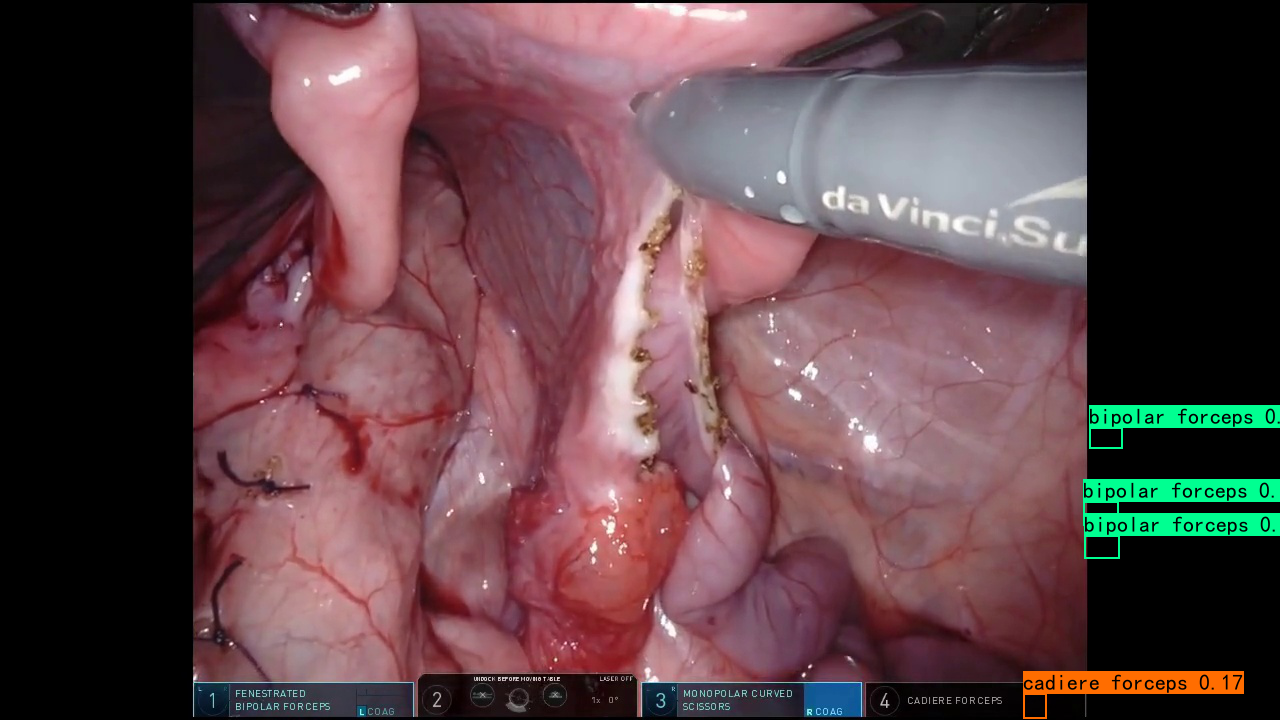 da Vinci.Su
bipolar forceps 0.
bipolar forceps 0.
bipolar forceps 0.
cadiere forceps 0.17
UNDOCK BEFORE MOVING TABLE
LASER OFF
1 FENESTRATED
BIPOLAR FORCEPS
L COAG
2
1x 0°
3 MONOPOLAR CURVED
SCISSORS
R COAG
4 CADIERE FORCEPS